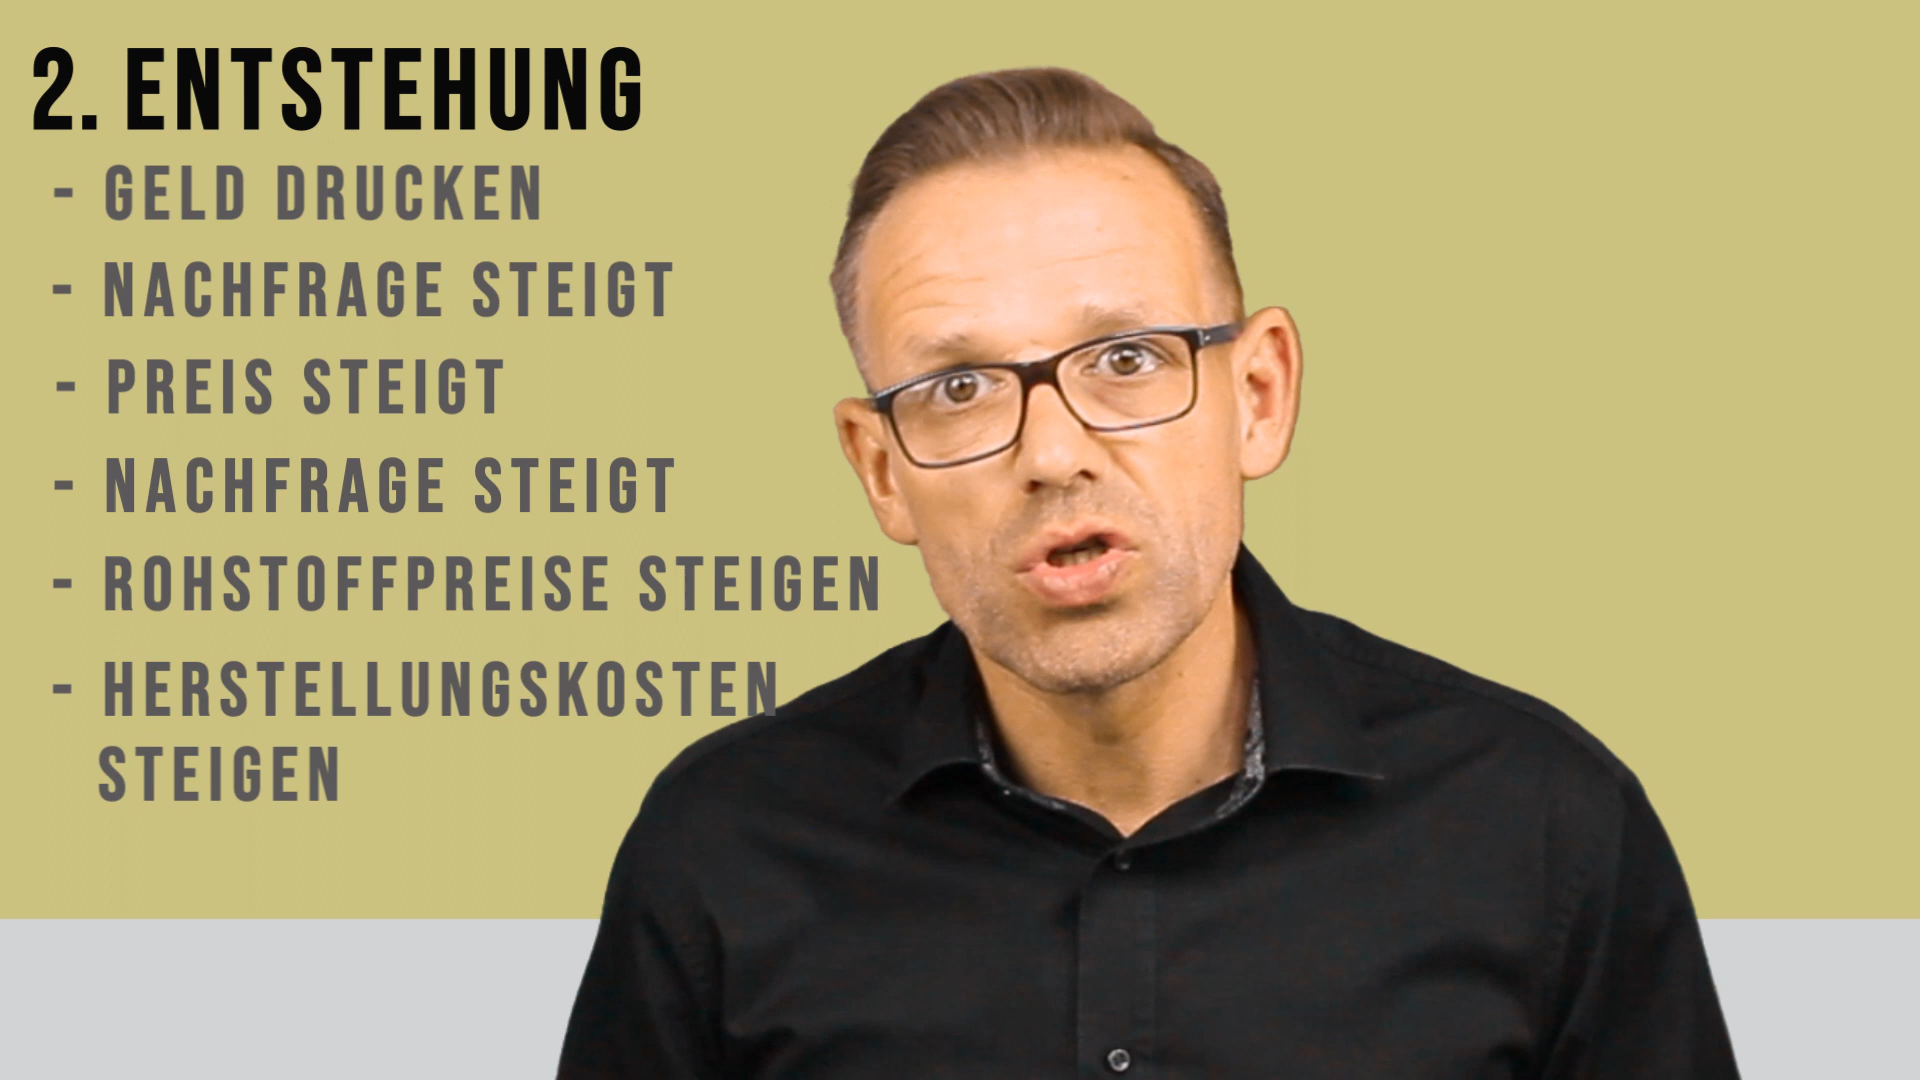 2. ENTSTEHUNG
- GELD DRUCKEN
- NACHFRAGE STEIGT
- PREIS STEIGT
- NACHFRAGE STEIGT
- ROHSTOFFPREISE STEIGEN
- HERSTELLUNGSKOSTEN
STEIGEN